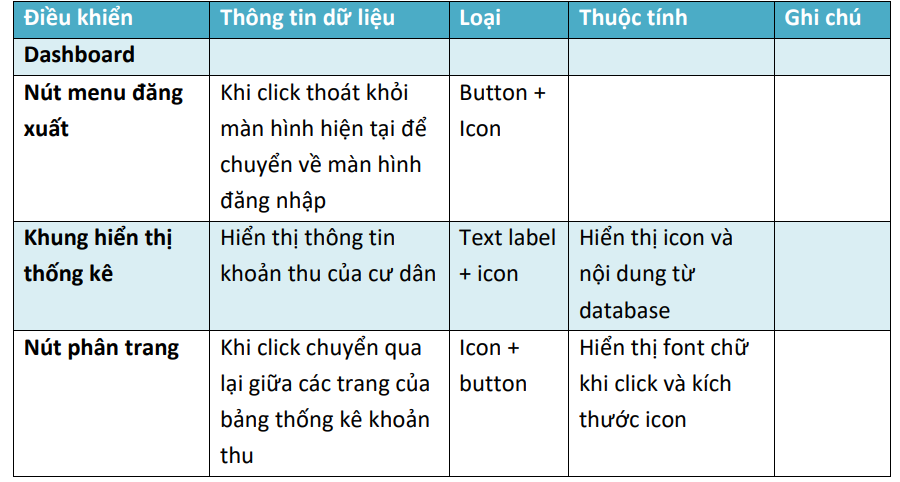 Điều khiển Thông tin dữ liệu Loại Thuộc tính Ghi chú
Dashboard
Nút menu đăng xuất
Khi click thoát khỏi màn hình hiện tại để chuyển về màn hình đăng nhập
Button + Icon
Khung hiển thị thống kê
Hiển thị thông tin khoản thu của cư dân
Text label + icon
Hiển thị icon và nội dung từ database
Nút phân trang
Khi click chuyển qua lại giữa các trang của bảng thống kê khoản thu
Icon + button
Hiển thị font chữ khi click và kích thước icon